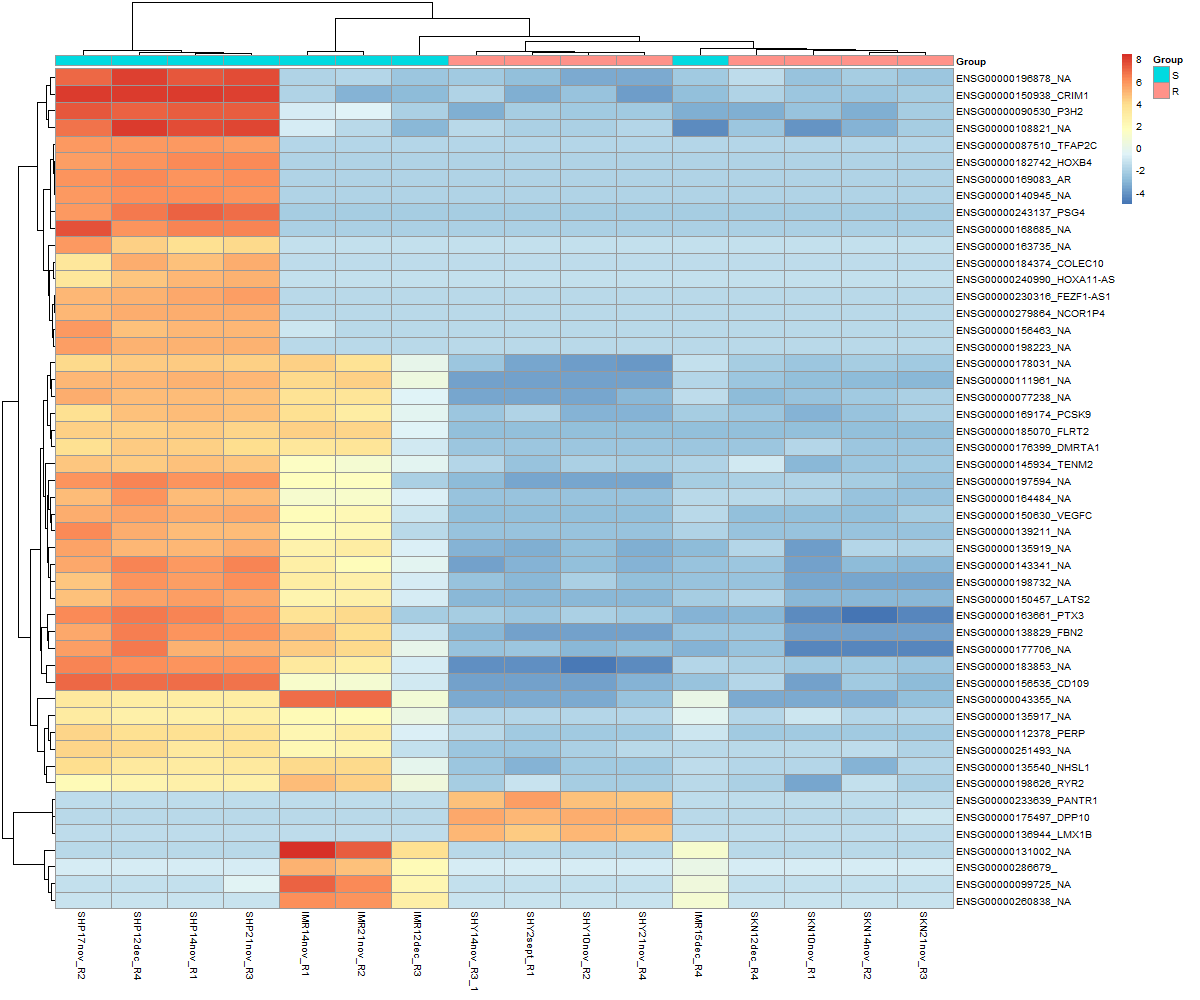 Group
ENSG00000196878_NA
ENSG00000150938_CRIM1
ENSG00000090530_P3H2
ENSG00000108821_NA
ENSG00000087510_TFAP2C
ENSG00000182742_HOXB4
ENSG00000169083_AR
ENSG00000140945_NA
ENSG00000243137_PSG4
ENSG00000168685_NA
ENSG00000163735_NA
ENSG00000184374_COLEC10
ENSG00000240990_HOXA11-AS
ENSG00000230316_FEZF1-AS1
ENSG00000279864_NCOR1P4
ENSG00000156463_NA
ENSG00000198223_NA
ENSG00000178031_NA
ENSG00000111961_NA
ENSG00000077238_NA
ENSG00000169174_PCSK9
ENSG00000185070_FLRT2
ENSG00000176399_DMRTA1
ENSG00000145934_TENM2
ENSG00000197594_NA
ENSG00000164484_NA
ENSG00000150630_VEGFC
ENSG00000139211_NA
ENSG00000135919_NA
ENSG00000143341_NA
ENSG00000198732_NA
ENSG00000150457_LATS2
ENSG00000163661_PTX3
ENSG00000138829_FBN2
ENSG00000177706_NA
ENSG00000183853_NA
ENSG00000156535_CD109
ENSG00000043355_NA
ENSG00000135917_NA
ENSG00000112378_PERP
ENSG00000251493_NA
ENSG00000135540_NHSL1
ENSG00000198626_RYR2
ENSG00000233639_PANTR1
ENSG00000175497_DPP10
ENSG00000136944_LMX1B
ENSG00000131002_NA
ENSG00000286679_
ENSG00000099725_NA
ENSG00000260838_NA
SHP17nov_R2
SHP12dec_R4
SHP14nov_R1
SHP21nov_R3
IMR14nov_R1
IMR21nov_R2
IMR12dec_R3
SHY14nov_R3_1
SHY2sept_R1
SHY10nov_R2
SHY21nov_R4
IMR15dec_R4
SKN12dec_R4
SKN10nov_R1
SKN14nov_R2
SKN21nov_R3
8
6
4
2
0
-2
-4
Group
S
R